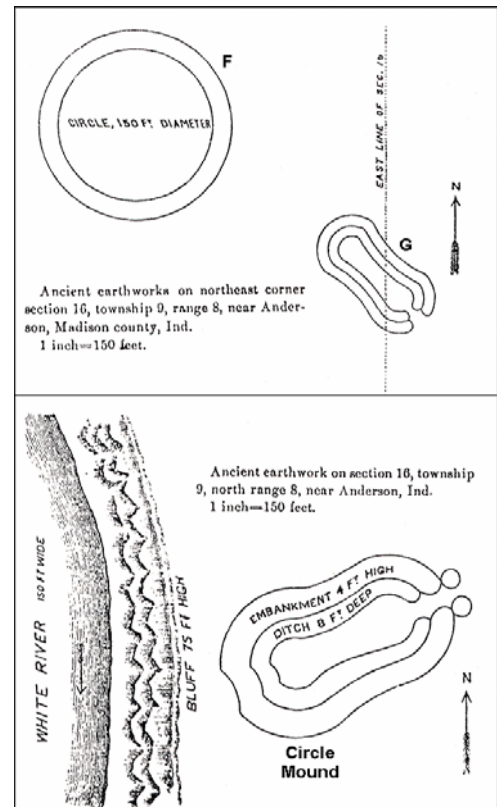 F
CIRCLE, 150 FT. DIAMETER
EAST LINE OF SEC. 16
N
G
Ancient earthworks on northeast corner
section 16, township 9, range 8, near Ander-
son, Madison county, Ind.
1 inch=150 feet.
Ancient earthwork on section 16, township
9, north range 8, near Anderson, Ind.
1 inch=150 feet.
WHITE RIVER 150 FT WIDE
BLUFF 75 FT HIGH
EMBANKMENT 4 FT HIGH
DITCH 8 FT DEEP
N
Circle
Mound